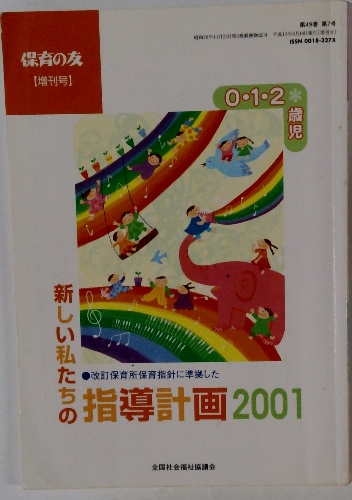 保育の友
【増刊号】
第49巻 第7号
ISSN 0018-327X
0・1・2＊
歳児
新しい私たちの
●改訂保育所保育指針に準拠した
指導計画2001
全国社会福祉協議会